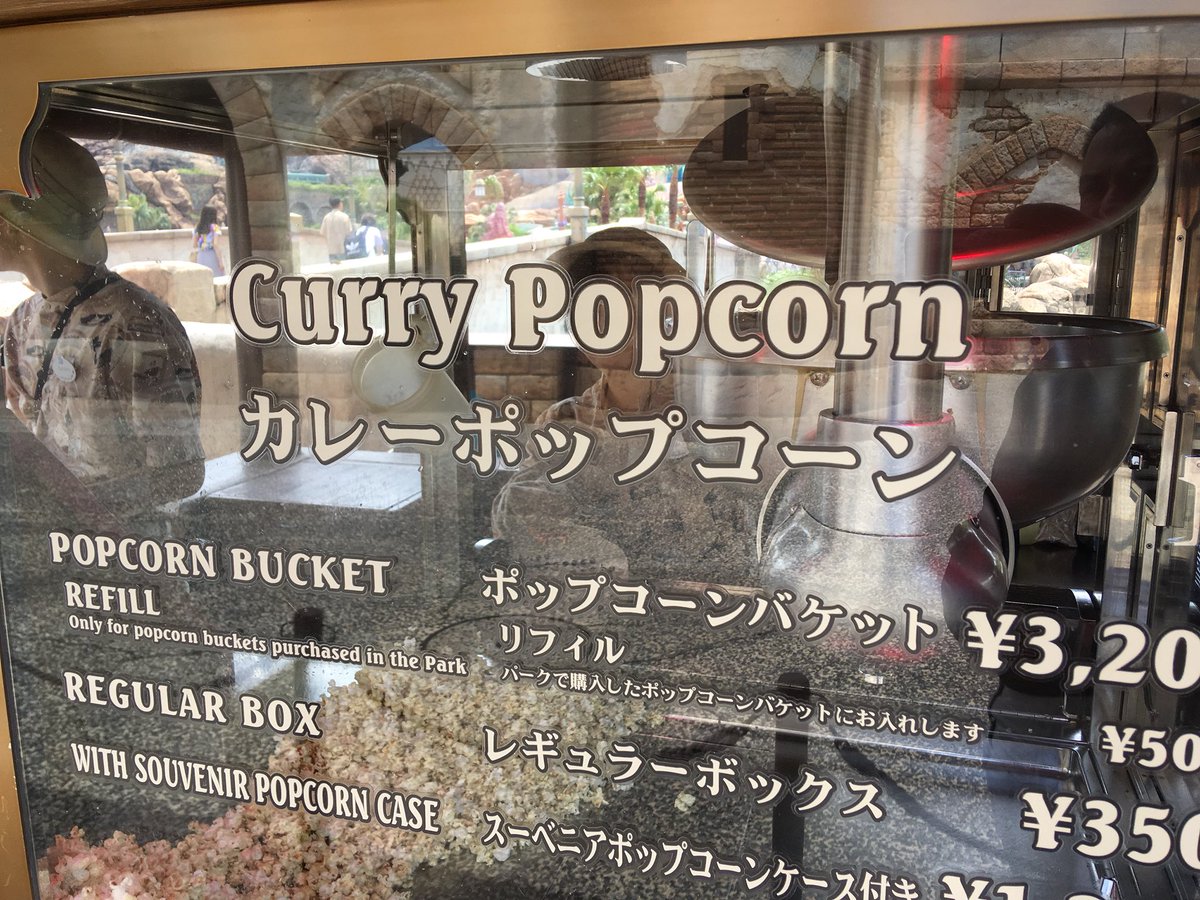 Curry Popcorn
カレーポップコーン
POPCORN BUCKET ポップコーンバケット ¥3,20
REFILL リフィル ¥50
Only for popcorn buckets purchased in the Park パークで購入したポップコーンバケットにお入れします
REGULAR BOX レギュラーボックス ¥350
WITH SOUVENIR POPCORN CASE スーベニアポップコーンケース付き